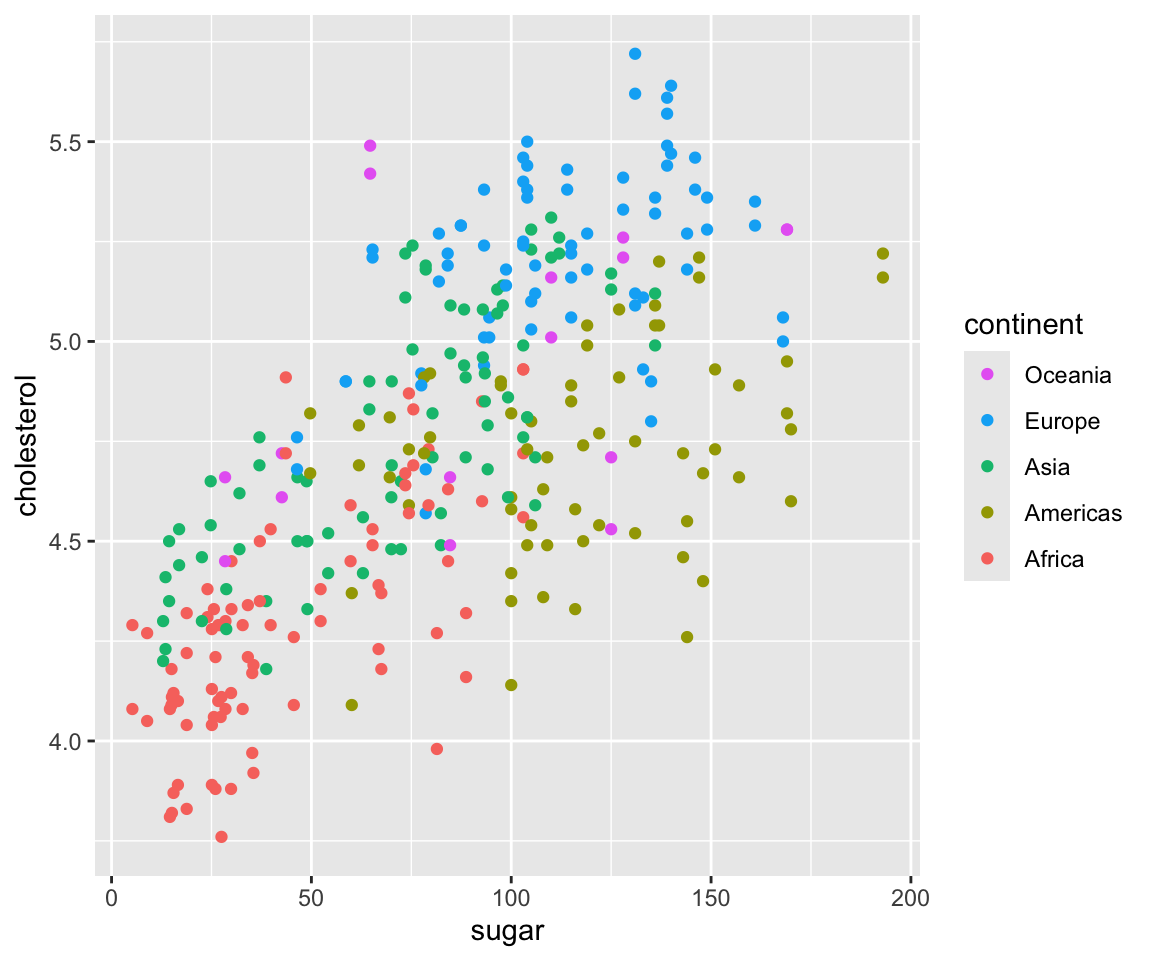 cholesterol
5.5
5.0
4.5
4.0
0
50
100
150
200
sugar
continent
Oceania
Europe
Asia
Americas
Africa